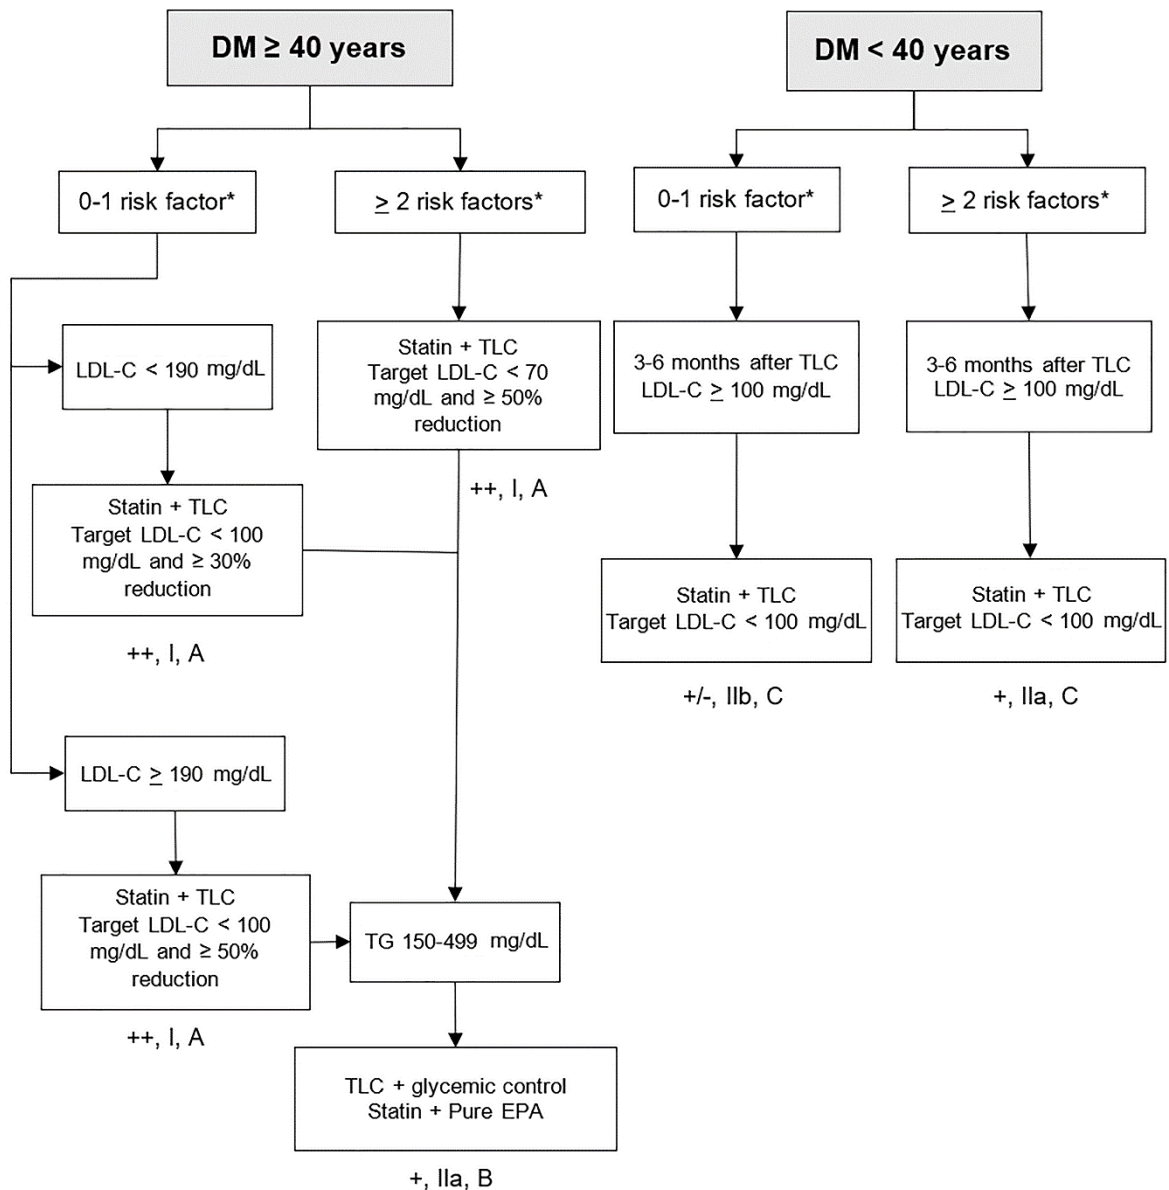 DM ≥ 40 years
0-1 risk factor*
≥ 2 risk factors*
LDL-C < 190 mg/dL
Statin + TLC
Target LDL-C < 100
mg/dL and ≥ 30%
reduction
++, I, A
Statin + TLC
Target LDL-C < 70
mg/dL and ≥ 50%
reduction
++, I, A
LDL-C ≥ 190 mg/dL
Statin + TLC
Target LDL-C < 100
mg/dL and ≥ 50%
reduction
++, I, A
TG 150-499 mg/dL
TLC + glycemic control
Statin + Pure EPA
+, IIa, B
DM < 40 years
0-1 risk factor*
≥ 2 risk factors*
3-6 months after TLC
LDL-C ≥ 100 mg/dL
Statin + TLC
Target LDL-C < 100 mg/dL
+/-, IIb, C
3-6 months after TLC
LDL-C ≥ 100 mg/dL
Statin + TLC
Target LDL-C < 100 mg/dL
+, IIa, C